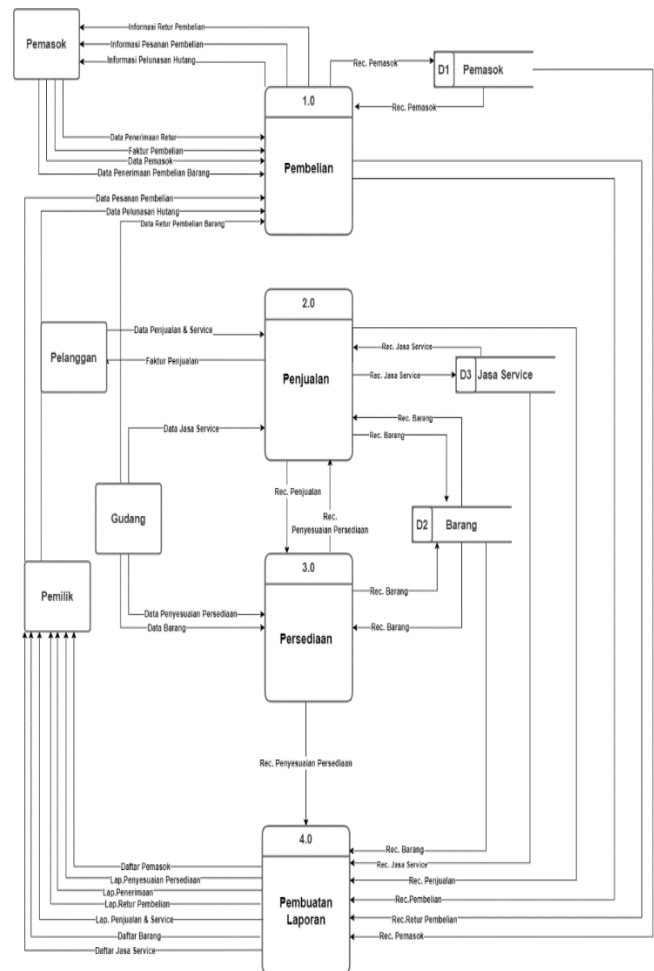 Informasi Retur Pembelian
Pemasok
Informasi Pesanan Pembelian
Informasi Pelunasan Hutang
Rec. Pemasok
D1
Pemasok
1.0
Rec. Pemasok
Data Penerimaan Retur
Faktur Pembelian
Data Pemasok
Pembelian
Data Penerimaan Pembelian Barang
Data Pesanan Pembelian
Data Pelunasan Hutang
Data Retur Pembelian Barang
2.0
Data Penjualan & Service
Rec. Jasa Service
Pelanggan
Faktur Penjualan
Penjualan
Rec. Jasa Service
D3
Jasa Service
Rec. Barang
Data Jasa Service
Rec. Barang
Rec. Penjualan
Gudang
Rec.
Penyesuaian Persediaan
D2
Barang
3.0
Pemilik
Rec. Barang
Data Penyesuaian Persediaan
Data Barang
Rec. Barang
Persediaan
Rec. Penyesuaian Persediaan
4.0
Rec. Barang
Daftar Pemasok
Rec. Jasa Service
Lap.Penyesuaian Persediaan
Rec. Penjualan
Lap.Penerimaan
Rec.Pembelian
Lap.Retur Pembelian
Pembuatan
Laporan
Lap. Penjualan & Service
Rec.Retur Pembelian
Daftar Barang
Rec. Pemasok
Daftar Jasa Service